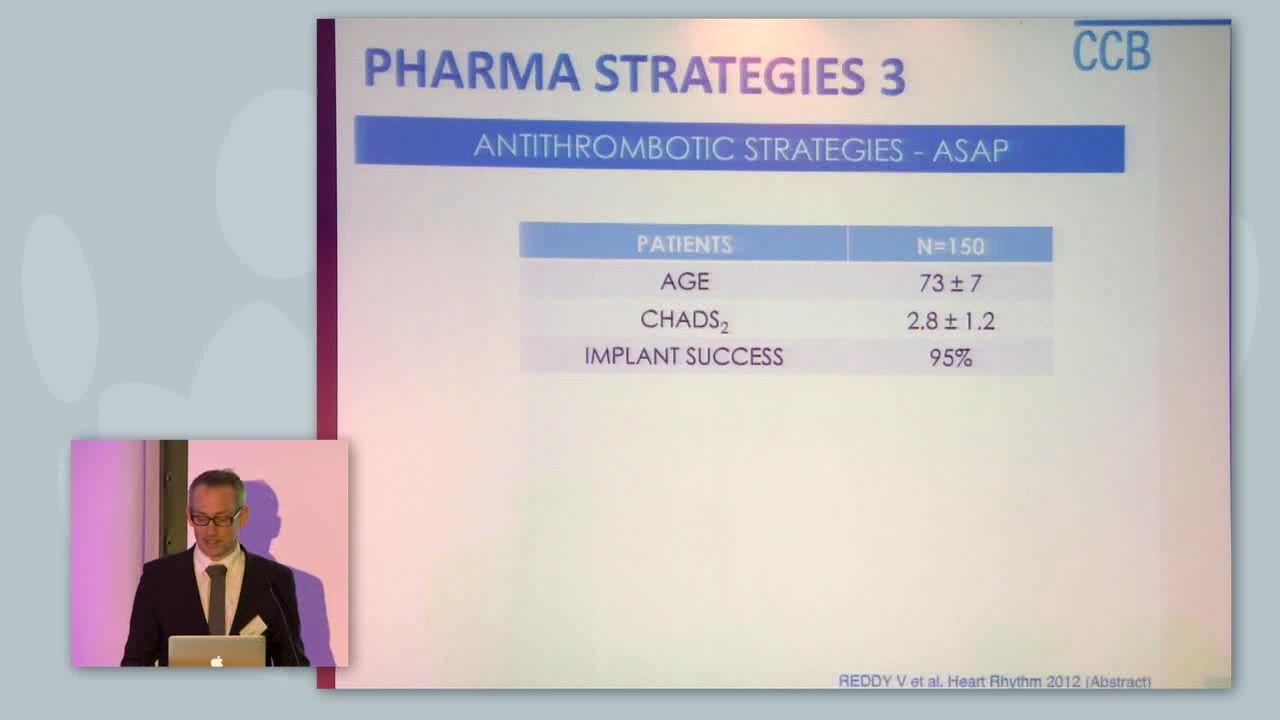 CCB
PHARMA STRATEGIES 3
ANTITHROMBOTIC STRATEGIES - ASAP
PATIENTS N=150
AGE 73 ± 7
CHADS₂ 2.8 ± 1.2
IMPLANT SUCCESS 95%
REDDY V et al. Heart Rhythm 2012 (Abstract)